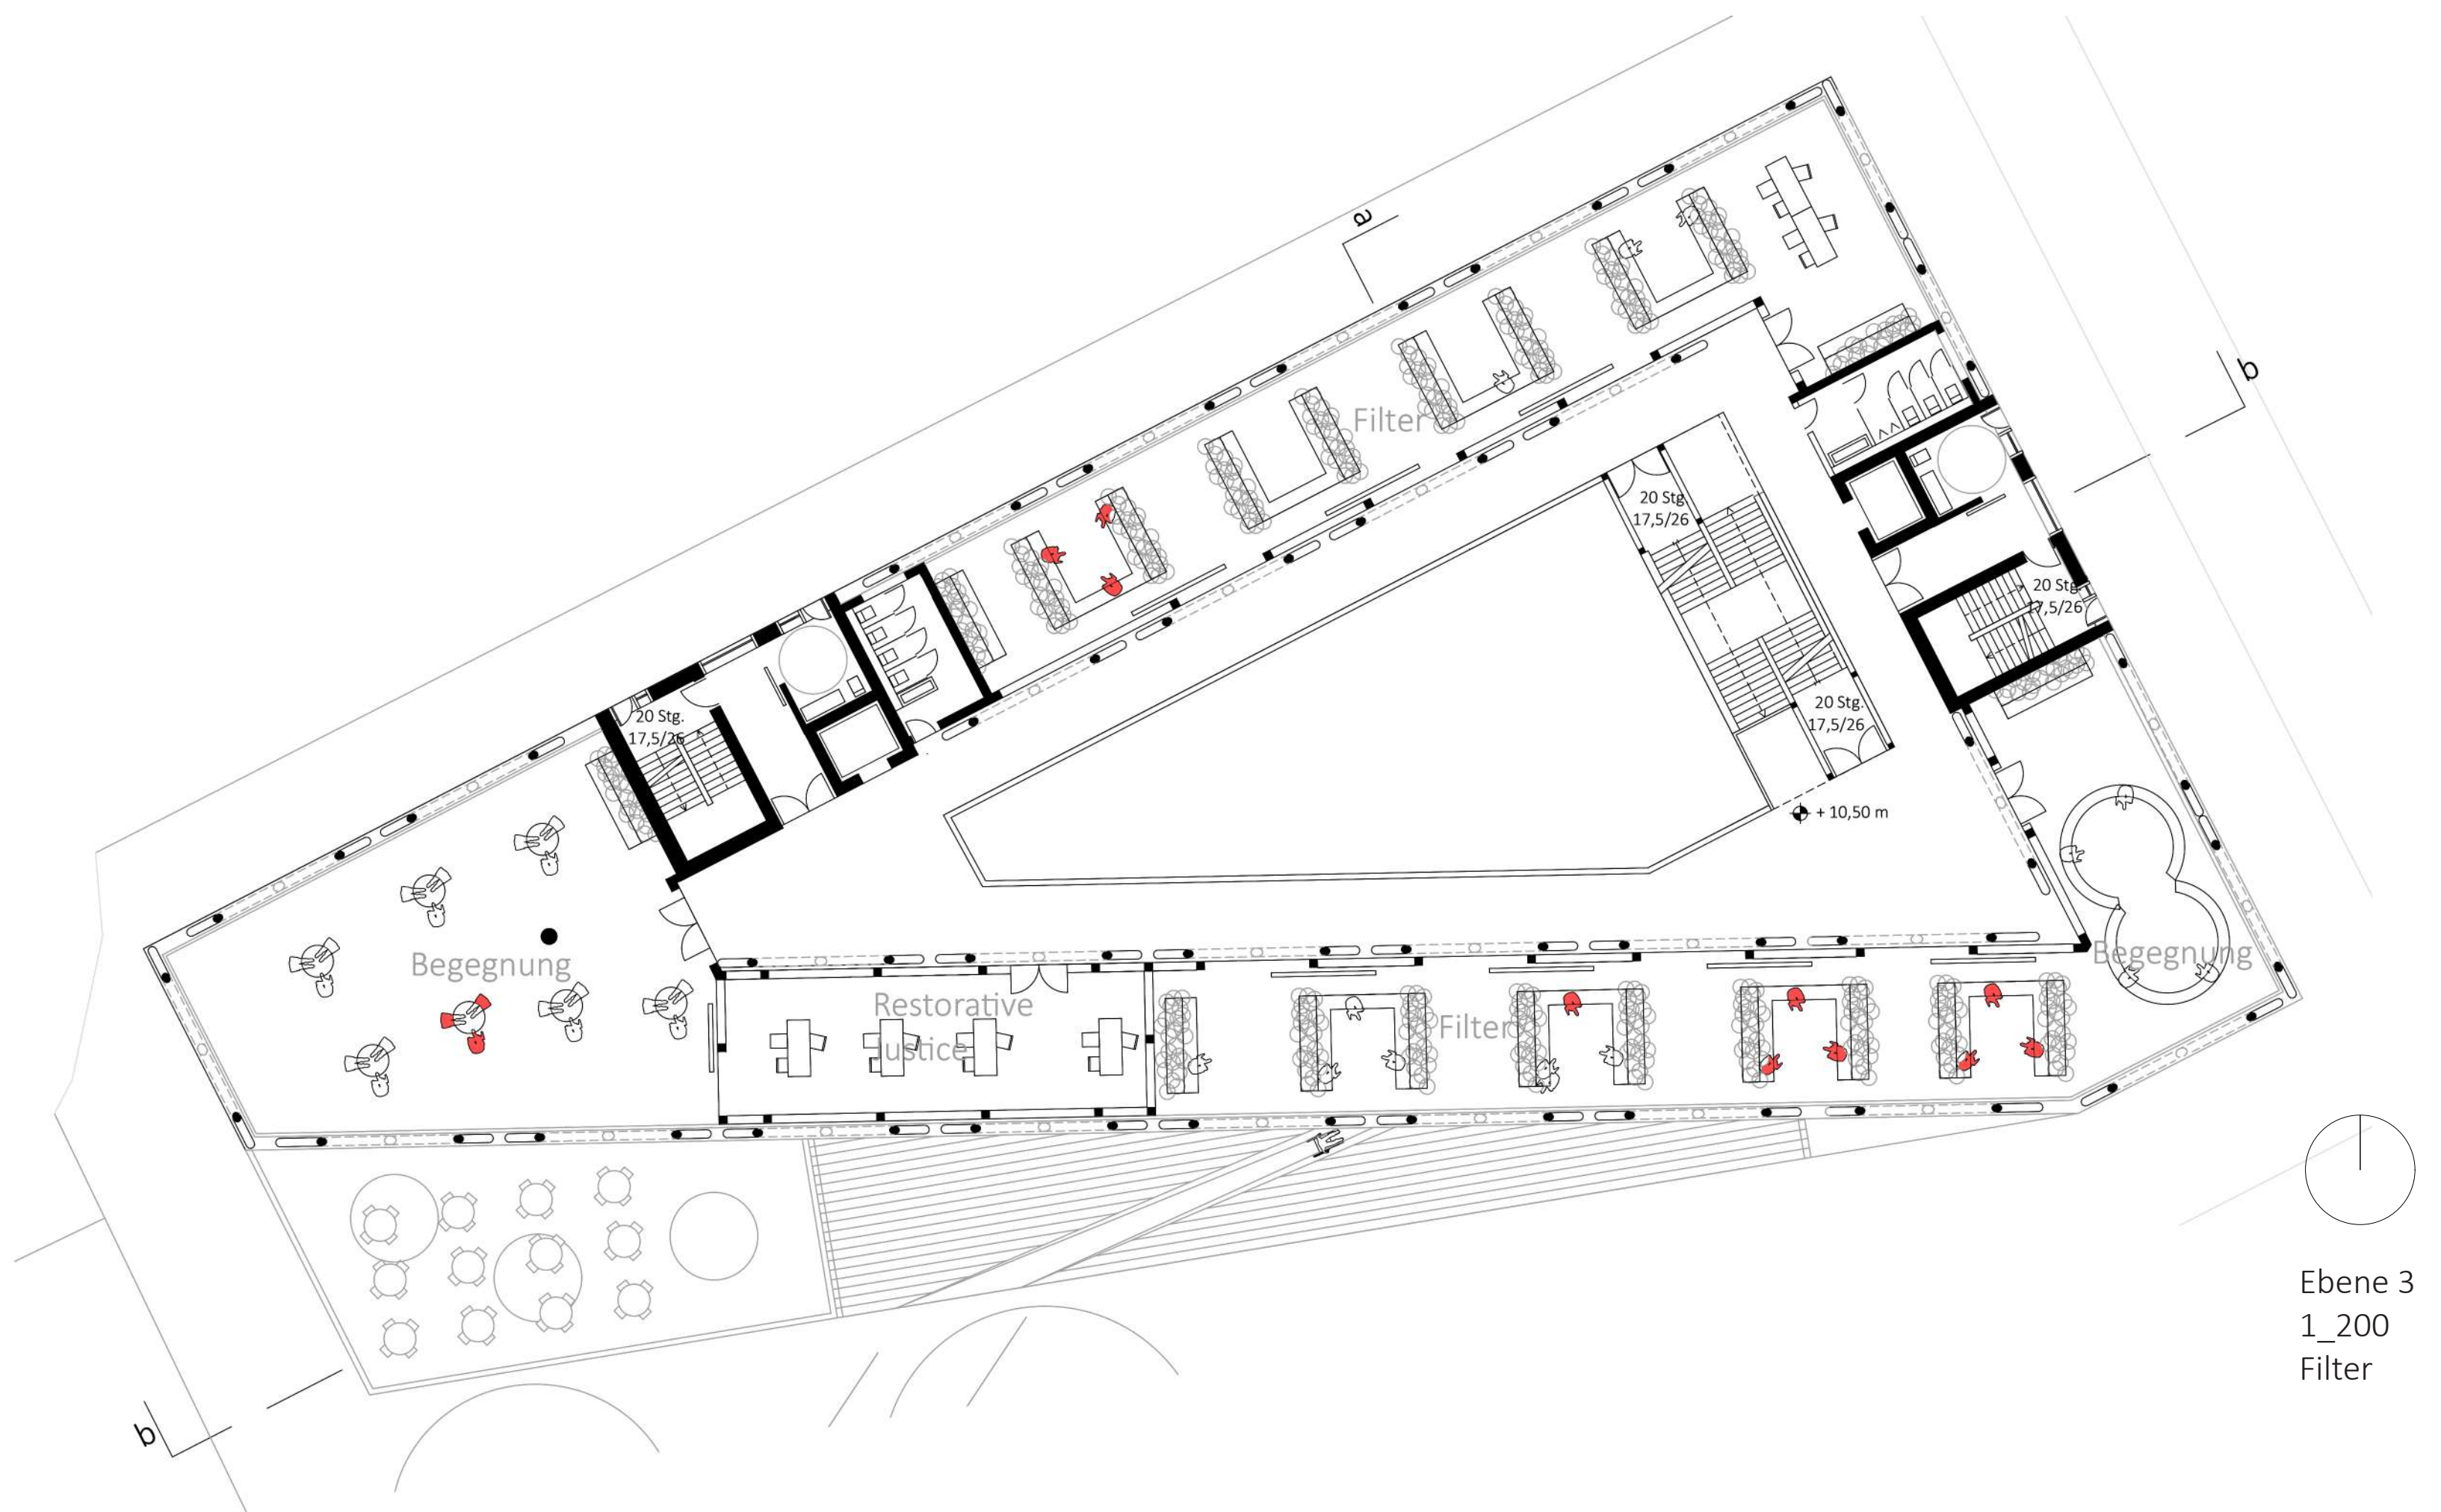 a
b
Filter
20 Stg.
17,5/26
20 Stg.
17,5/26
20 Stg.
17,5/26
20 Stg.
17,5/26
+ 10,50 m
Begegnung
Begegnung
Restorative
Justice
Filter
Ebene 3
1_200
Filter
b